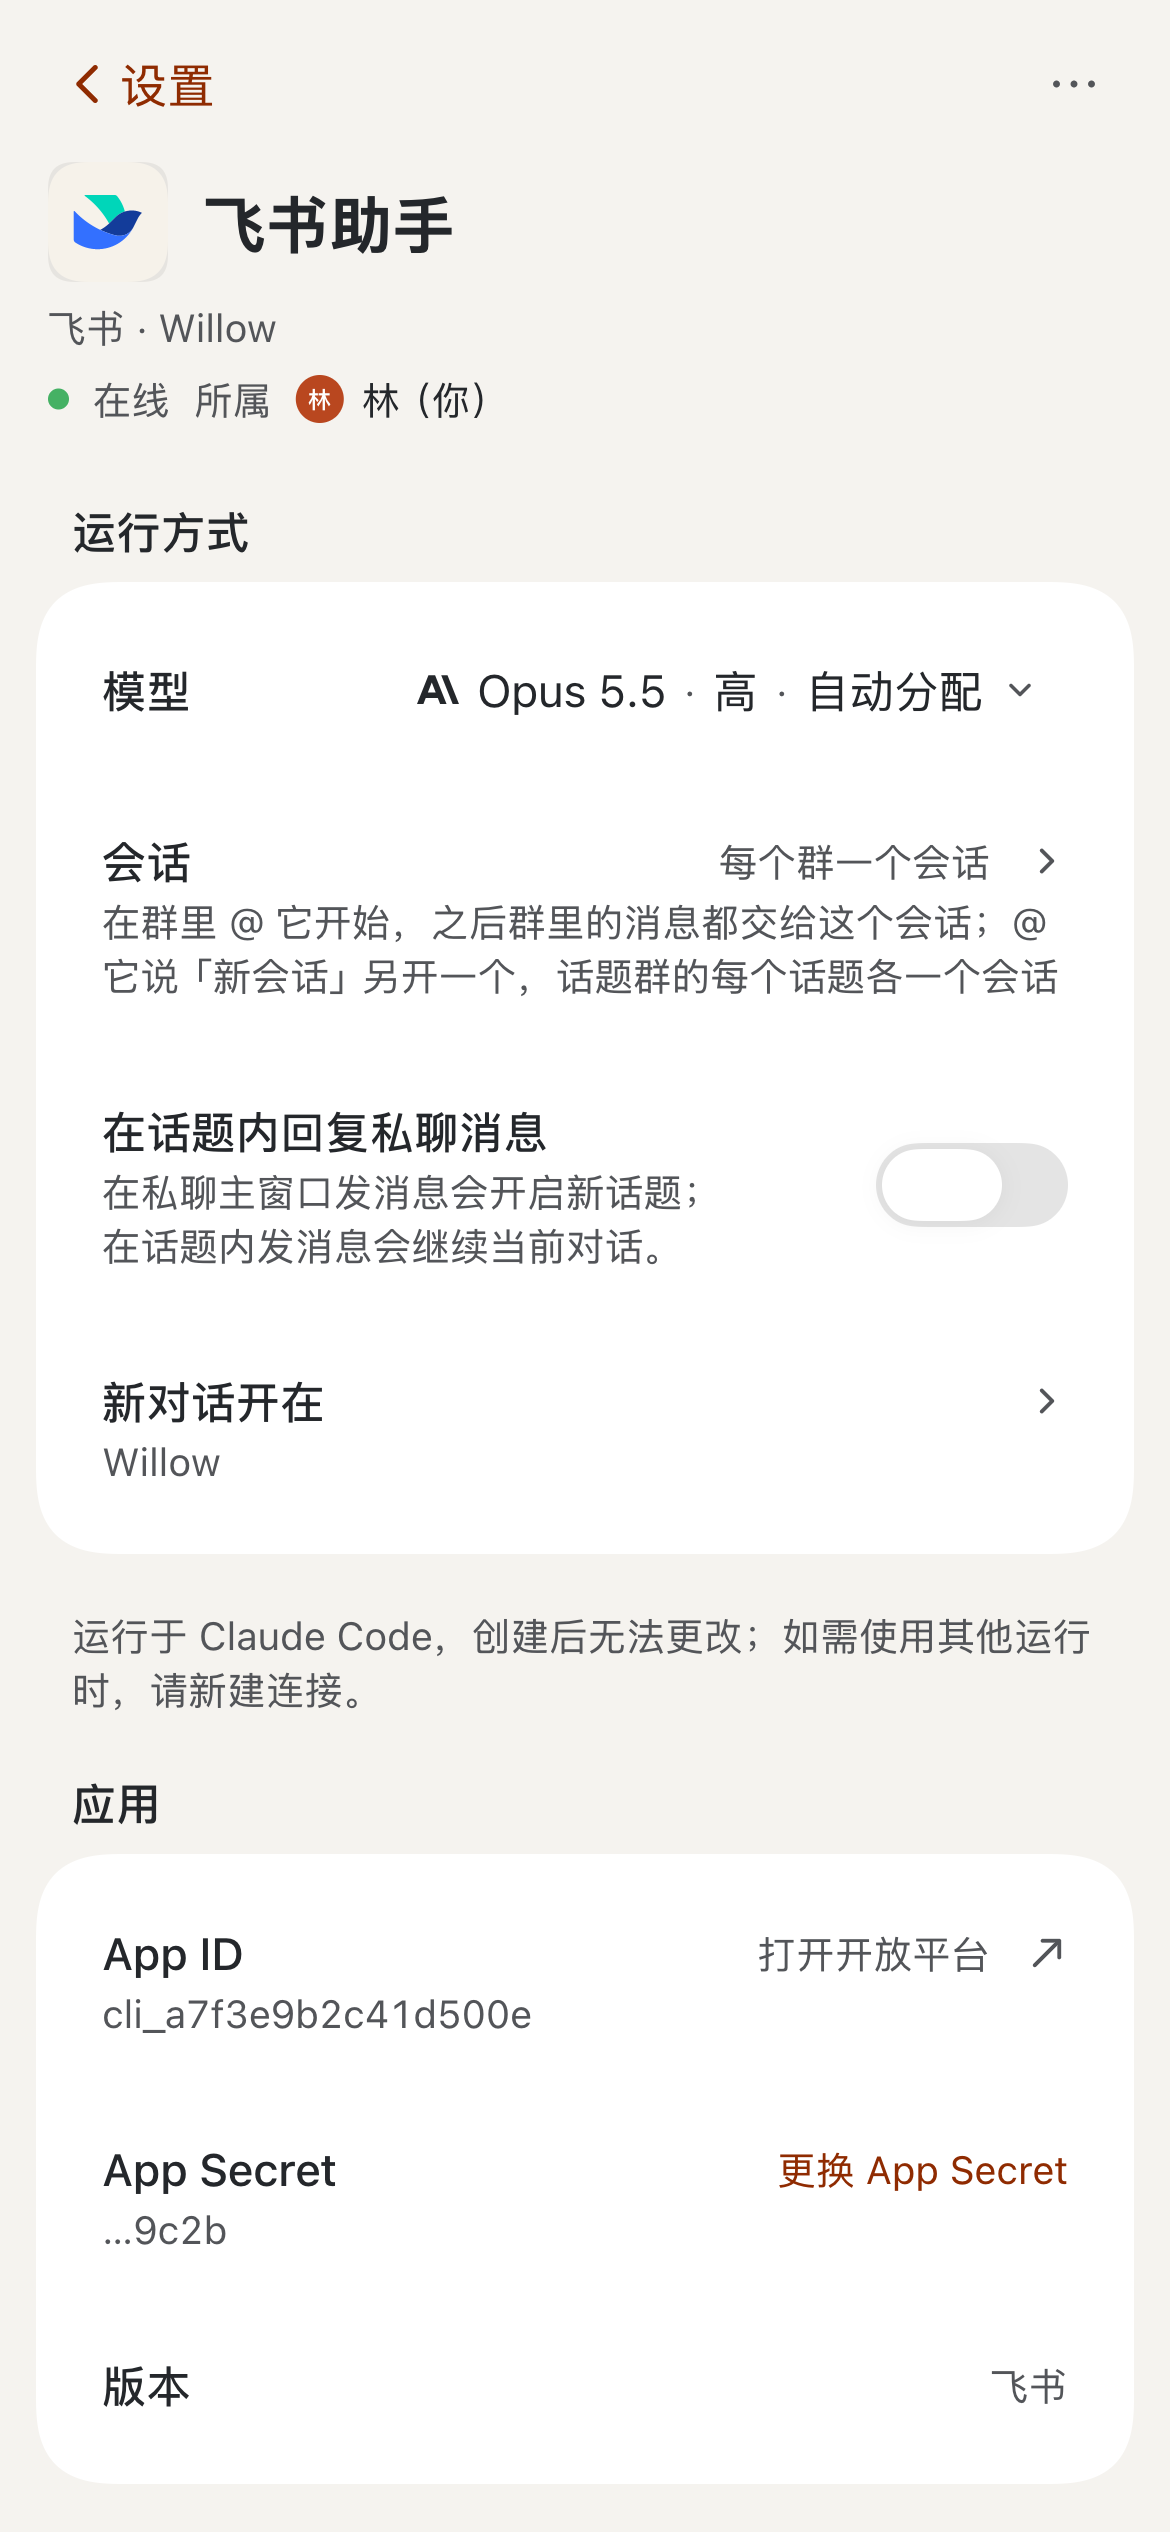 设置
飞书助手
飞书 · Willow
在线 所属 林 林（你）
运行方式
模型 Opus 5.5 · 高 · 自动分配
会话 每个群一个会话
在群里 @ 它开始，之后群里的消息都交给这个会话；@
它说「新会话」另开一个，话题群的每个话题各一个会话
在话题内回复私聊消息
在私聊主窗口发消息会开启新话题；
在话题内发消息会继续当前对话。
新对话开在
Willow
运行于 Claude Code，创建后无法更改；如需使用其他运行
时，请新建连接。
应用
App ID 打开开放平台
cli_a7f3e9b2c41d500e
App Secret 更换 App Secret
...9c2b
版本 飞书